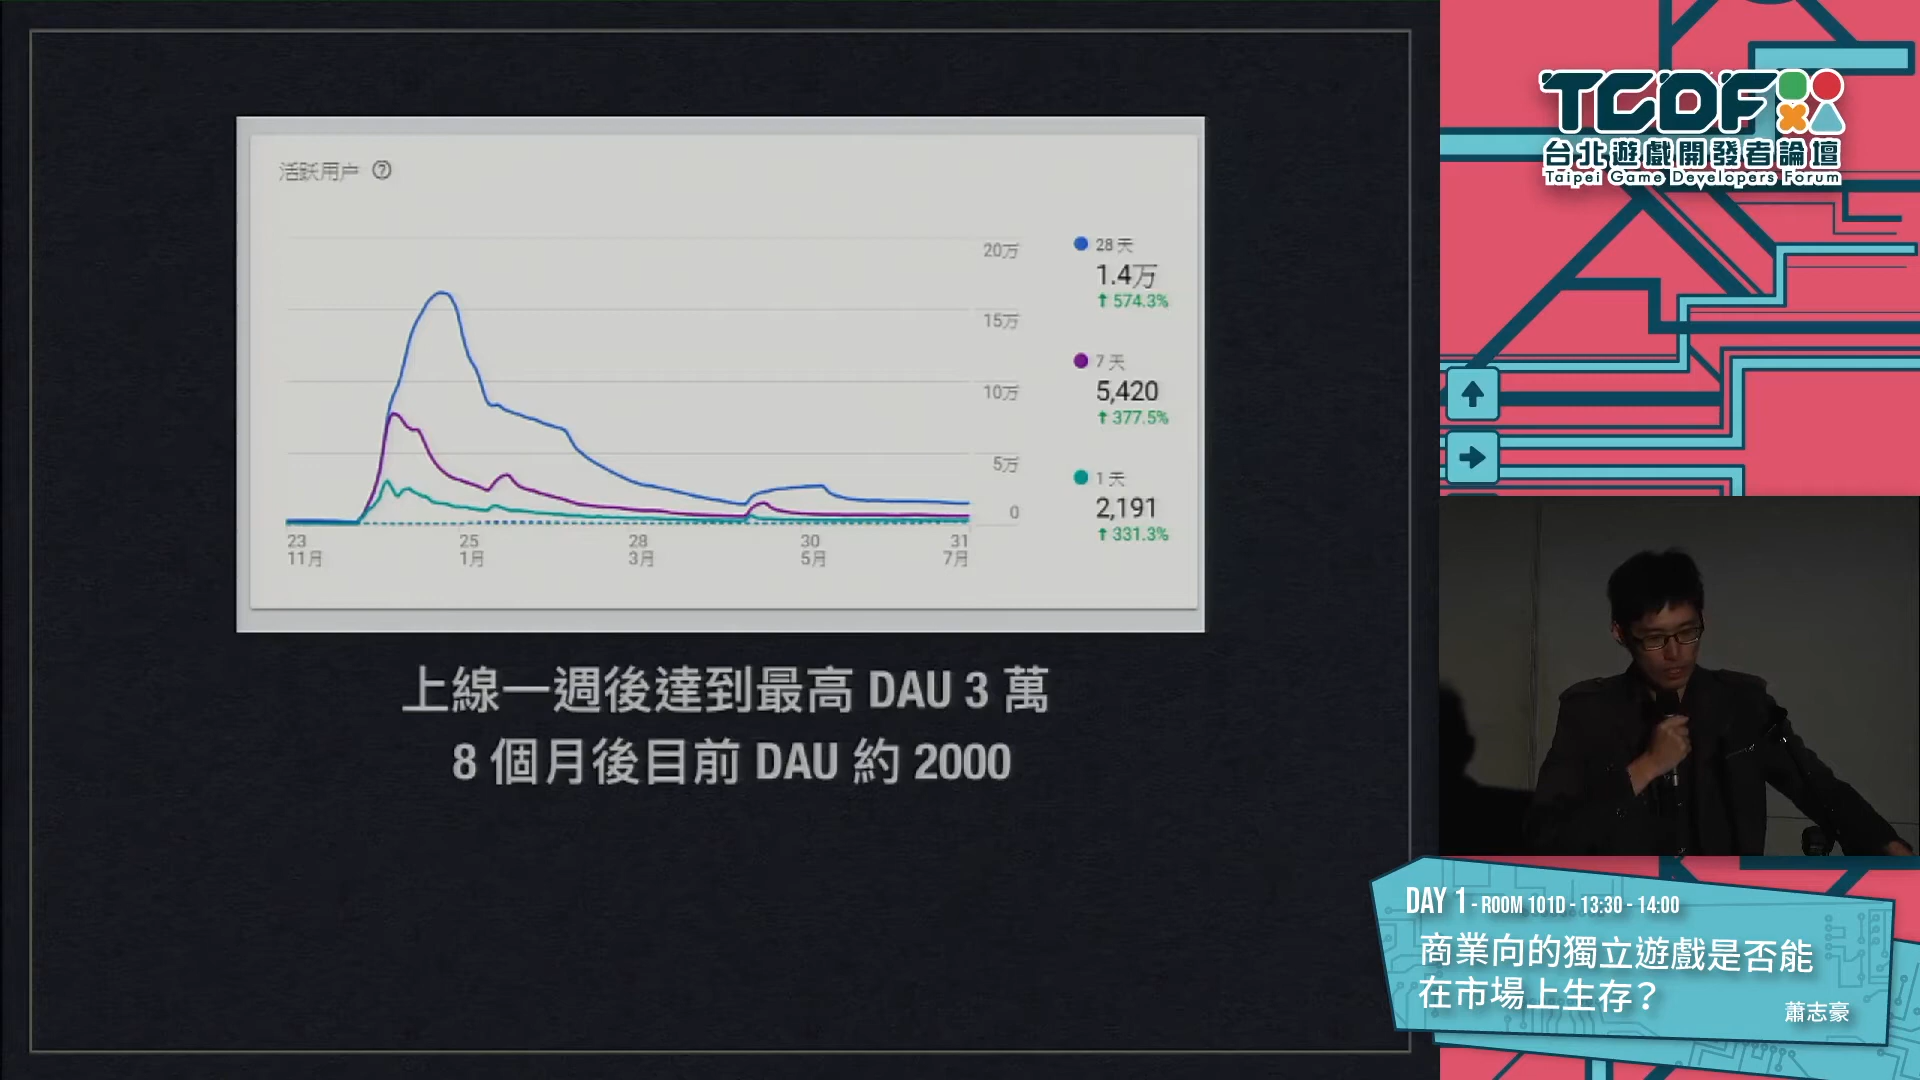 活跃用户 ?
20万
15万
10万
5万
0
23
11月
25
1月
28
3月
30
5月
31
7月
28 天
1.4万
↑ 574.3%
7 天
5,420
↑ 377.5%
1 天
2,191
↑ 331.3%
上線一週後達到最高 DAU 3 萬
8 個月後目前 DAU 約 2000
TGDF
台北遊戲開發者論壇
Taipei Game Developers Forum
DAY 1 - ROOM 101D - 13:30 - 14:00
商業向的獨立遊戲是否能
在市場上生存?
蕭志豪